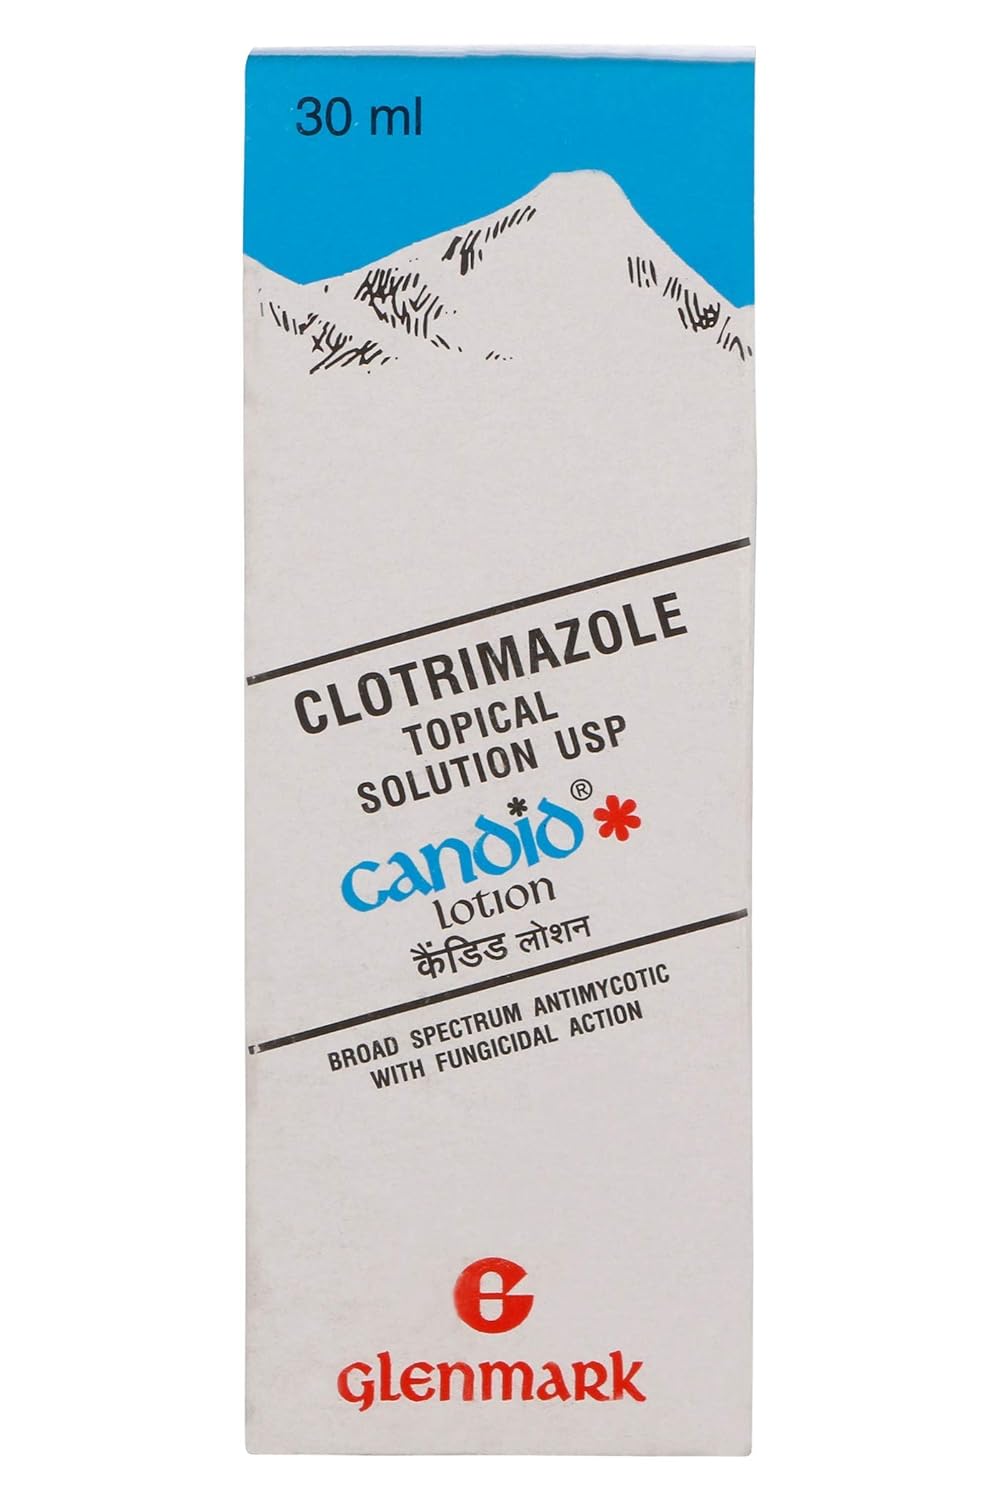 30 ml
CLOTRIMAZOLE
TOPICAL
SOLUTION USP
candid®
lotion
कैंडिड लोशन
BROAD SPECTRUM ANTIMYCOTIC
WITH FUNGICIDAL ACTION
GLENMARK